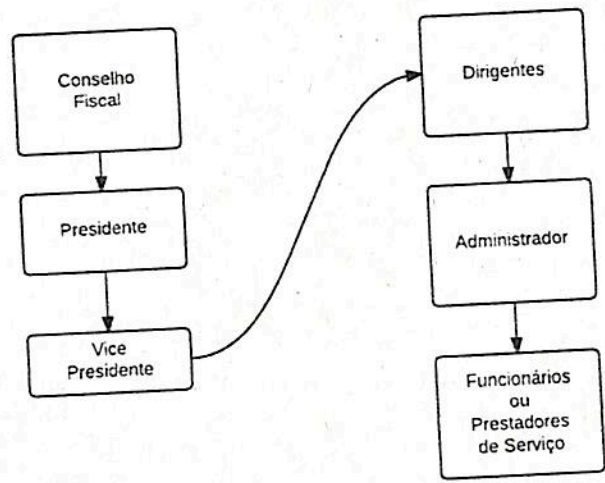 Conselho
Fiscal
Presidente
Vice
Presidente
Dirigentes
Administrador
Funcionários
ou
Prestadores
de Serviço